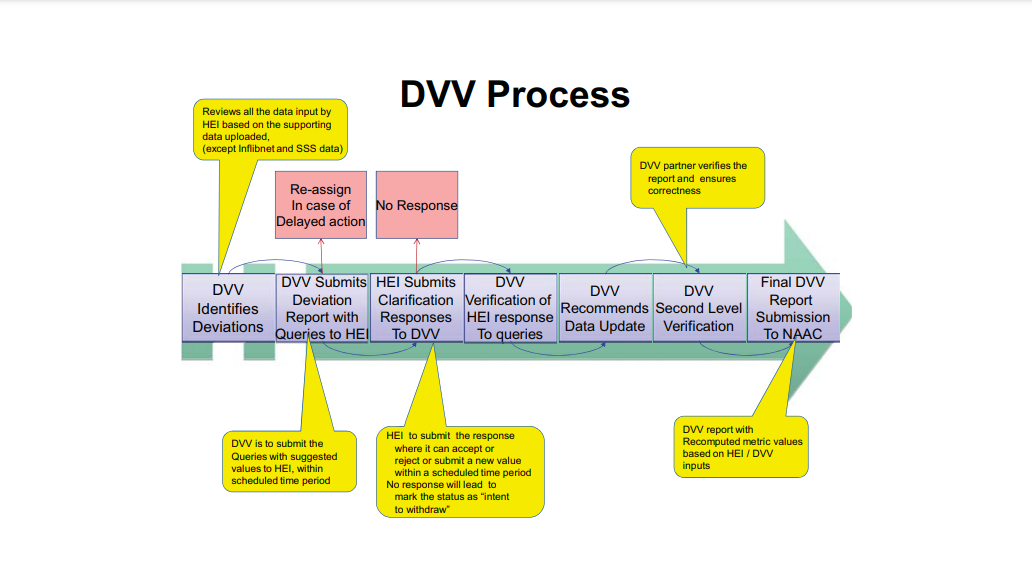 DVV Process
Reviews all the data input by
HEI based on the supporting
data uploaded,
(except Inflibnet and SSS data)
Re-assign
In case of
Delayed action
No Response
DVV partner verifies the
report and ensures
correctness
DVV
Identifies
Deviations
DVV Submits
Deviation
Report with
Queries to HEI
HEI Submits
Clarification
Responses
To DVV
DVV
Verification of
HEI response
To queries
DVV
Recommends
Data Update
DVV
Second Level
Verification
Final DVV
Report
Submission
To NAAC
DVV is to submit the
Queries with suggested
values to HEI, within
scheduled time period
HEI to submit the response
where it can accept or
reject or submit a new value
within a scheduled time period
No response will lead to
mark the status as “intent
to withdraw”
DVV report with
Recomputed metric values
based on HEI / DVV
inputs